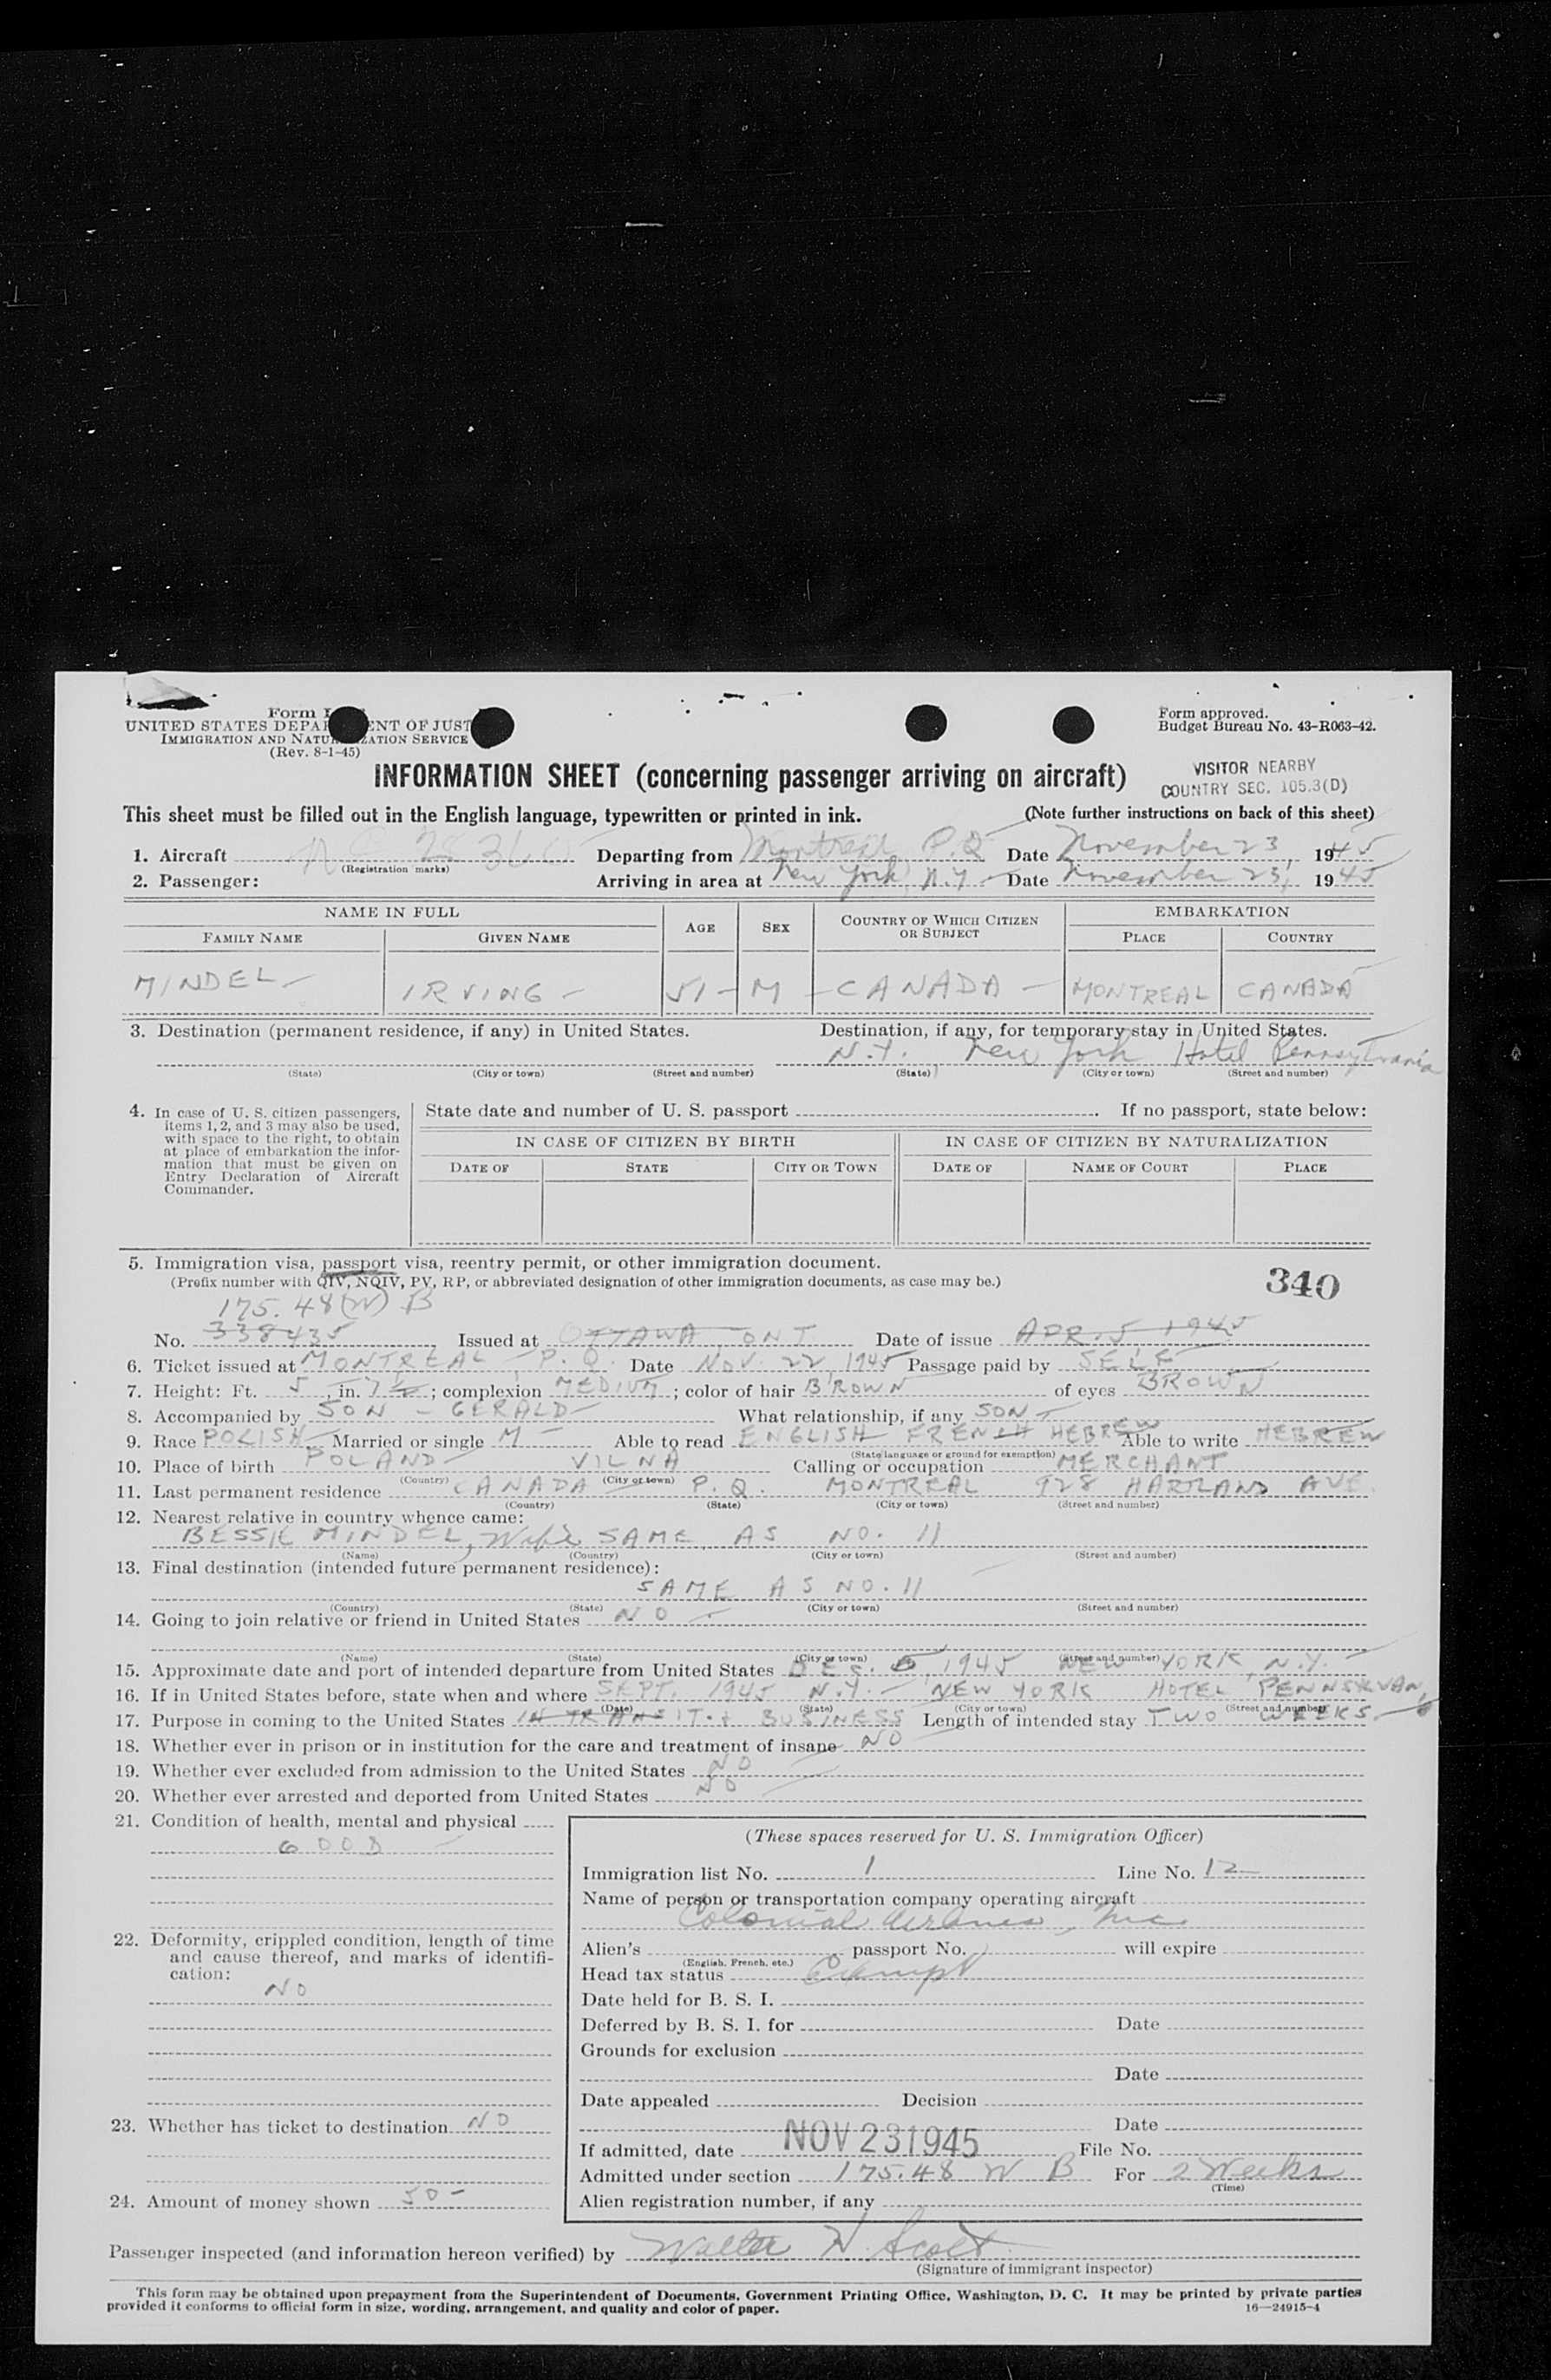 Form I
UNITED STATES DEPA ENT OF JUST
IMMIGRATION AND NATU ZATION SERVICE
(Rev. 8-1-45)
Form approved.
Budget Bureau No. 43-R063-42.
INFORMATION SHEET (concerning passenger arriving on aircraft)
VISITOR NEARBY
COUNTRY SEC. 105.3(D)
This sheet must be filled out in the English language, typewritten or printed in ink. (Note further instructions on back of this sheet)
1. Aircraft Departing from Montreal P.Q. Date November 23, 1945
(Registration marks)
2. Passenger: Arriving in area at New York, N.Y. Date November 23, 1945
NAME IN FULL AGE SEX COUNTRY OF WHICH CITIZEN OR SUBJECT EMBARKATION
FAMILY NAME GIVEN NAME PLACE COUNTRY
MINDEL IRVING 51 M CANADA MONTREAL CANADA
3. Destination (permanent residence, if any) in United States. Destination, if any, for temporary stay in United States.
N.Y. New York Hotel Pennsylvania
(State) (City or town) (Street and number) (State) (City or town) (Street and number)
4. In case of U. S. citizen passengers, items 1, 2, and 3 may also be used, with space to the right, to obtain at place of embarkation the information that must be given on Entry Declaration of Aircraft Commander.
State date and number of U. S. passport . If no passport, state below:
IN CASE OF CITIZEN BY BIRTH IN CASE OF CITIZEN BY NATURALIZATION
DATE OF STATE CITY OR TOWN DATE OF NAME OF COURT PLACE
5. Immigration visa, passport visa, reentry permit, or other immigration document.
(Prefix number with QIV, NQIV, PV, RP, or abbreviated designation of other immigration documents, as case may be.)
340
175.48 (W) B
No. 338435 Issued at OTTAWA, ONT Date of issue APR. 5 1945
6. Ticket issued at MONTREAL P.Q. Date NOV. 22, 1945 Passage paid by SELF
7. Height: Ft. 5, in. 7½; complexion MEDIUM; color of hair BROWN of eyes BROWN
8. Accompanied by SON - GERALD What relationship, if any SON
9. Race POLISH Married or single M Able to read ENGLISH FRENCH HEBREW Able to write HEBREW
(State language or ground for exemption)
10. Place of birth POLAND VILNA Calling or occupation MERCHANT
(Country) (City or town)
11. Last permanent residence CANADA P.Q. MONTREAL 928 HARTLAND AVE.
(Country) (State) (City or town) (Street and number)
12. Nearest relative in country whence came:
BESSIE MINDEL, Wife SAME AS NO. 11
(Name) (Country) (City or town) (Street and number)
13. Final destination (intended future permanent residence):
SAME AS NO. 11
(Country) (State) (City or town) (Street and number)
14. Going to join relative or friend in United States NO
(Name) (State) (City or town) (Street and number)
15. Approximate date and port of intended departure from United States DEC. 5, 1945 NEW YORK, N.Y.
16. If in United States before, state when and where SEPT. 1945 N.Y. NEW YORK HOTEL PENNSYLVAN,
(Date) (State) (City or town) (Street and number)
17. Purpose in coming to the United States IN TRANSIT + BUSINESS Length of intended stay TWO WEEKS
18. Whether ever in prison or in institution for the care and treatment of insane NO
19. Whether ever excluded from admission to the United States NO
20. Whether ever arrested and deported from United States NO
21. Condition of health, mental and physical
GOOD
22. Deformity, crippled condition, length of time and cause thereof, and marks of identification:
NO
23. Whether has ticket to destination NO
24. Amount of money shown 50-
(These spaces reserved for U. S. Immigration Officer)
Immigration list No. 1 Line No. 12
Name of person or transportation company operating aircraft
Colonial Airlines, Inc.
Alien's passport No. will expire
(English, French, etc.)
Head tax status Exempt
Date held for B. S. I.
Deferred by B. S. I. for Date
Grounds for exclusion
Date
Date appealed Decision
Date
If admitted, date NOV 23 1945 File No.
Admitted under section 175.48 W B For 2 Weeks
(Time)
Alien registration number, if any
Passenger inspected (and information hereon verified) by Walter H. Scott
(Signature of immigrant inspector)
This form may be obtained upon prepayment from the Superintendent of Documents, Government Printing Office, Washington, D. C. It may be printed by private parties
provided it conforms to official form in size, wording, arrangement, and quality and color of paper. 16—24915-4